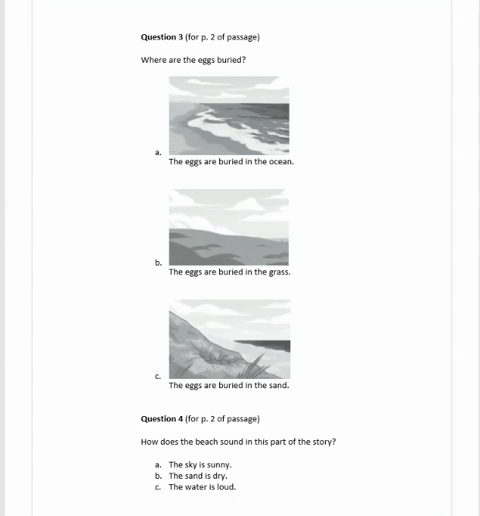 Question 3 (for p. 2 of passage)
Where are the eggs buried?
a.
The eggs are buried in the ocean.
b.
The eggs are buried in the grass.
c.
The eggs are buried in the sand.
Question 4 (for p. 2 of passage)
How does the beach sound in this part of the story?
a. The sky is sunny.
b. The sand is dry.
c. The water is loud.